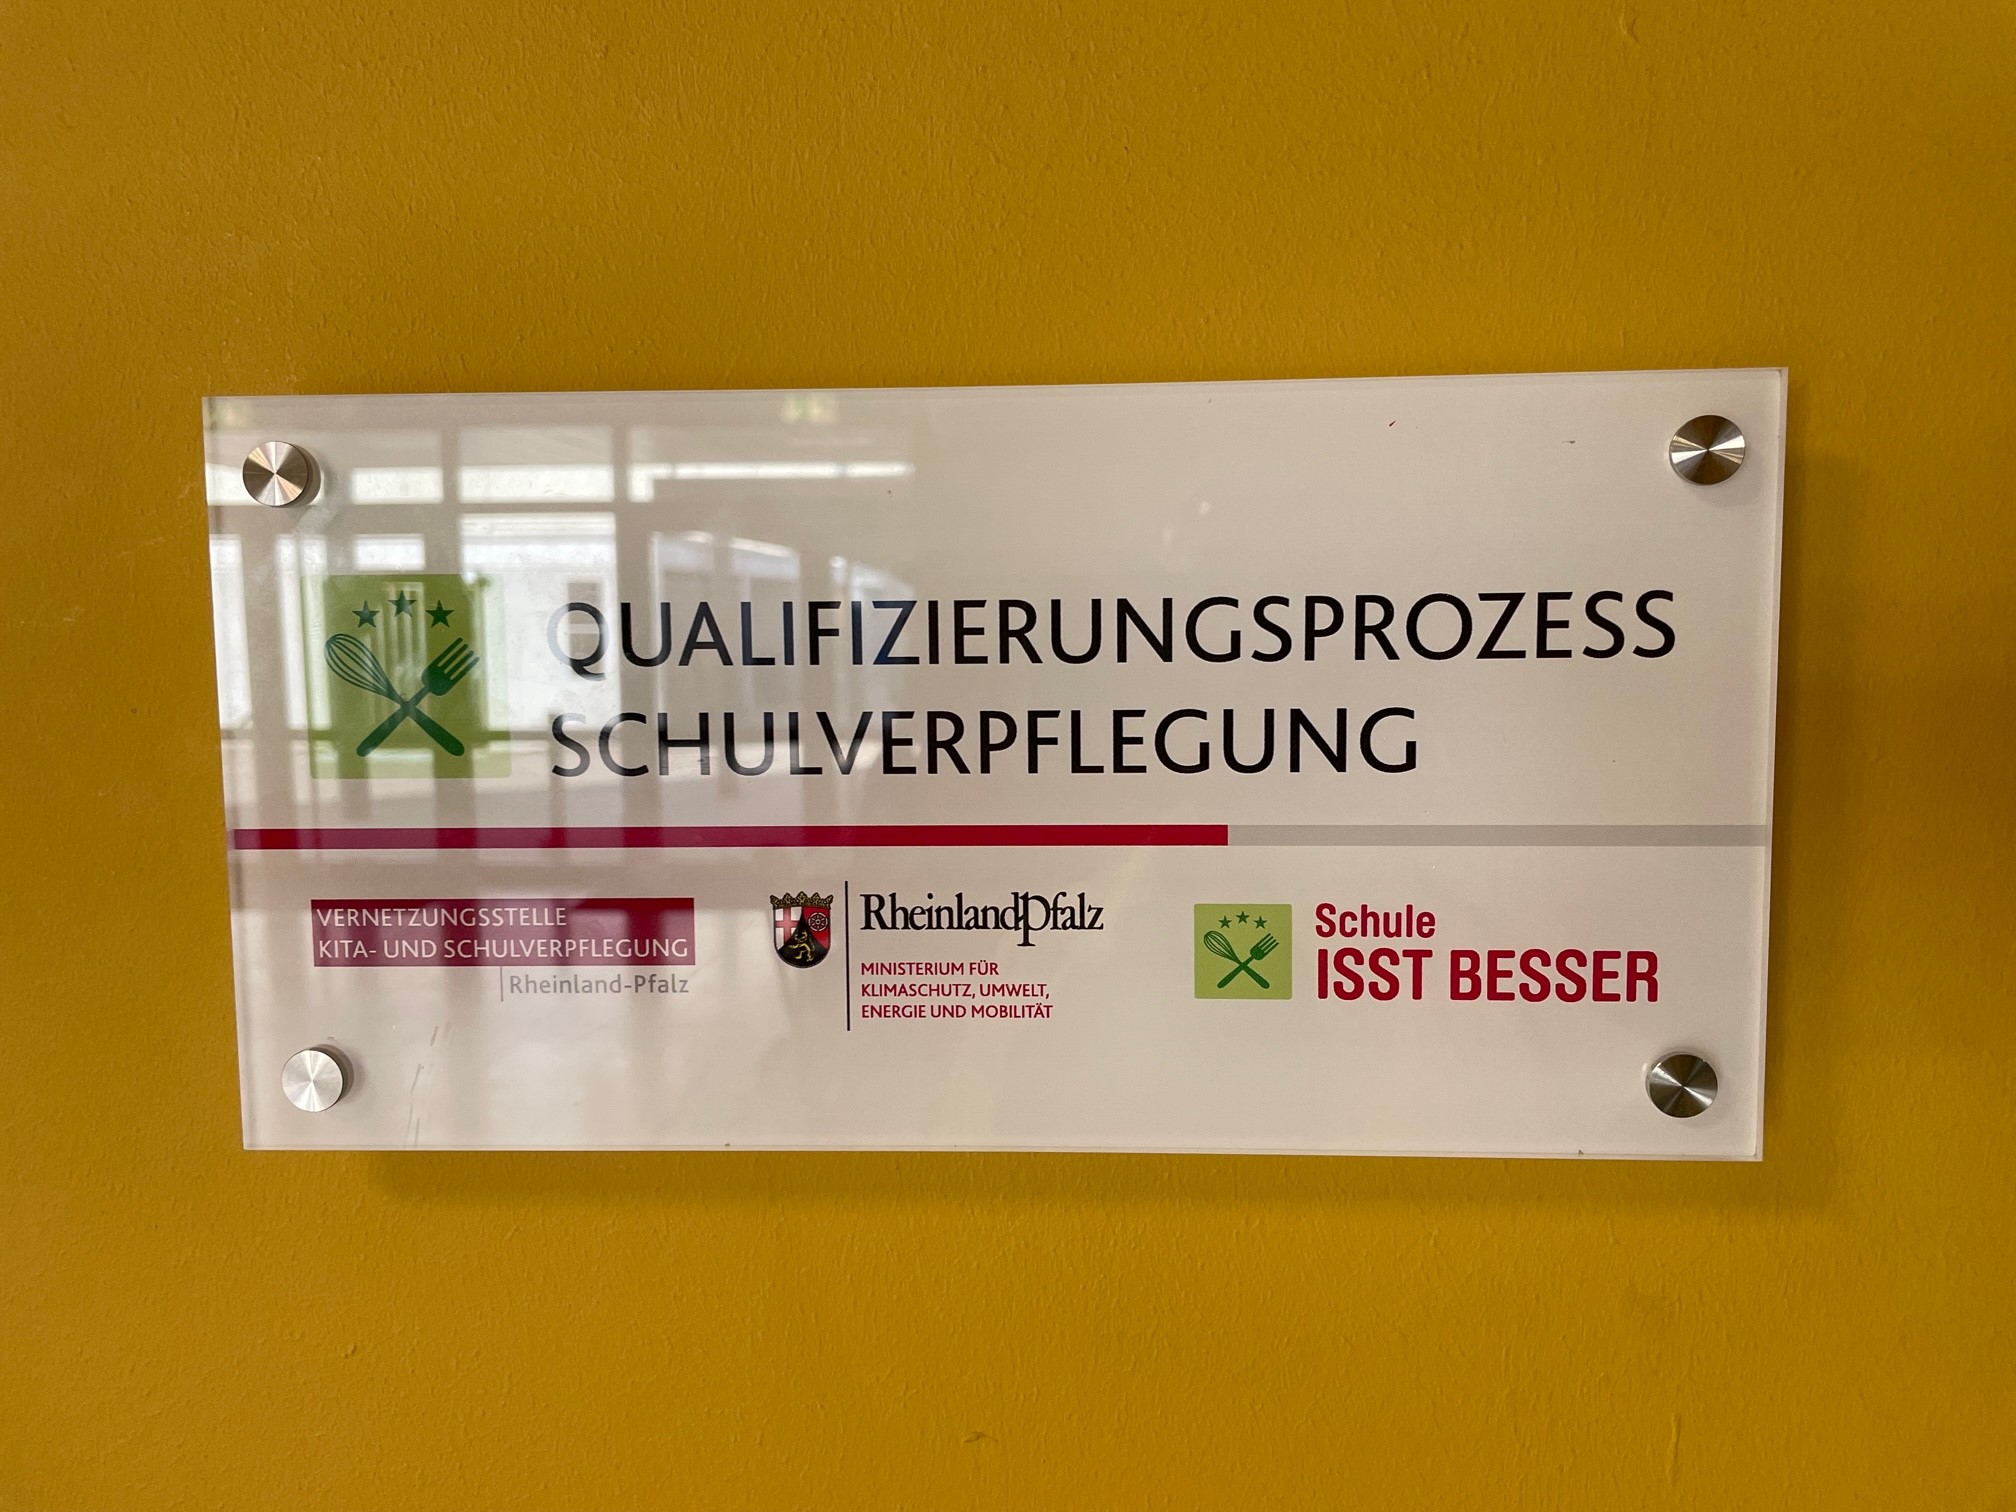 QUALIFIZIERUNGSPROZESS
SCHULVERPFLEGUNG
VERNETZUNGSSTELLE
KITA- UND SCHULVERPFLEGUNG
Rheinland-Pfalz
RheinlandPfalz
MINISTERIUM FÜR
KLIMASCHUTZ, UMWELT,
ENERGIE UND MOBILITÄT
Schule
ISST BESSER